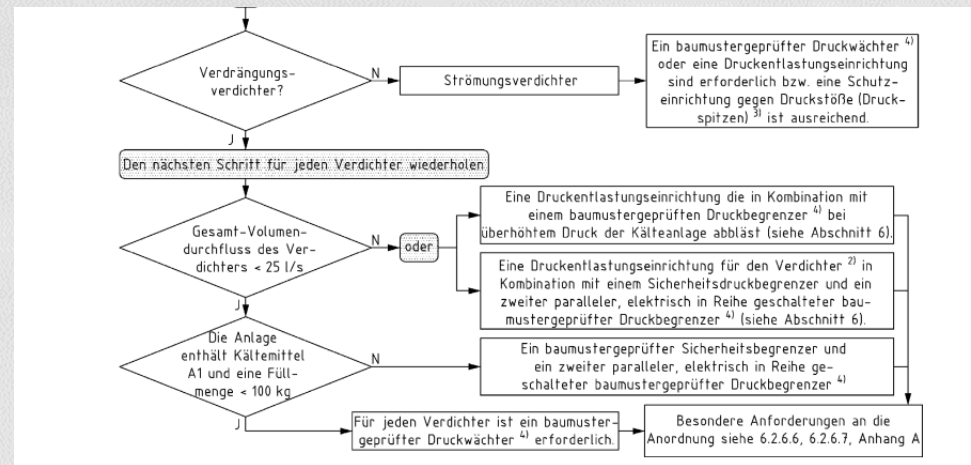 Verdrängungs-
verdichter?
N
Strömungsverdichter
Ein baumustergeprüfter Druckwächter 4)
oder eine Druckentlastungseinrichtung
sind erforderlich bzw. eine Schutz-
einrichtung gegen Druckstöße (Druck-
spitzen) 3) ist ausreichend.
J
Den nächsten Schritt für jeden Verdichter wiederholen
Gesamt-Volumen-
durchfluss des Ver-
dichters < 25 l/s
N
oder
Eine Druckentlastungseinrichtung die in Kombination mit
einem baumustergeprüften Druckbegrenzer 4) bei
überhöhtem Druck der Kälteanlage abbläst (siehe Abschnitt 6).
Eine Druckentlastungseinrichtung für den Verdichter 2) in
Kombination mit einem Sicherheitsdruckbegrenzer und ein
zweiter paralleler, elektrisch in Reihe geschalteter bau-
mustergeprüfter Druckbegrenzer 4) (siehe Abschnitt 6).
J
Die Anlage
enthält Kältemittel
A1 und eine Füll-
menge < 100 kg
N
Ein baumustergeprüfter Sicherheitsbegrenzer und
ein zweiter paralleler, elektrisch in Reihe ge-
schalteter baumustergeprüfter Druckbegrenzer 4)
J
Für jeden Verdichter ist ein baumuster-
geprüfter Druckwächter 4) erforderlich.
Besondere Anforderungen an die
Anordnung siehe 6.2.6.6, 6.2.6.7, Anhang A